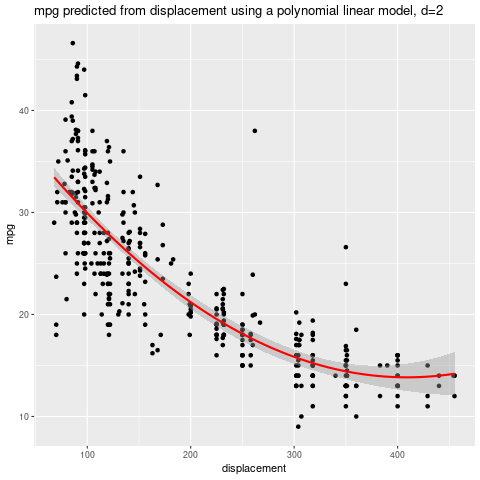 mpg predicted from displacement using a polynomial linear model, d=2
40
30
20
10
mpg
100 200 300 400
displacement